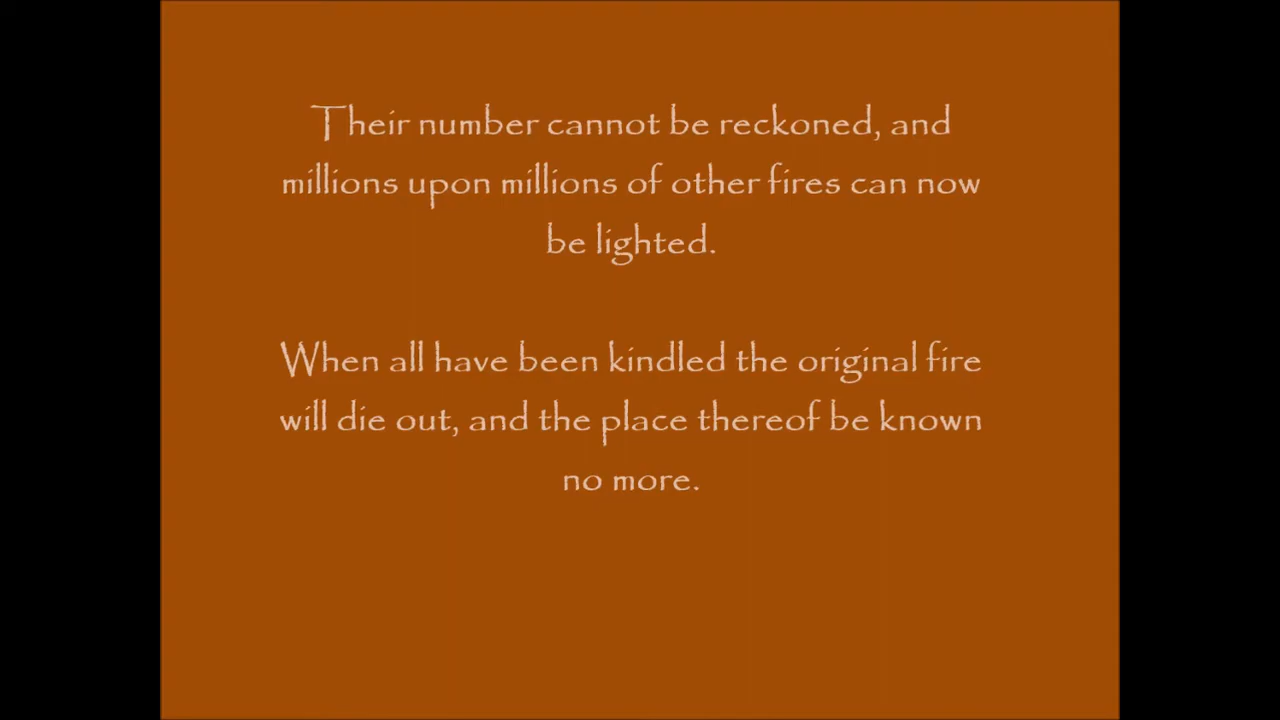 Their number cannot be reckoned, and
millions upon millions of other fires can now
be lighted.
When all have been kindled the original fire
will die out, and the place thereof be known
no more.